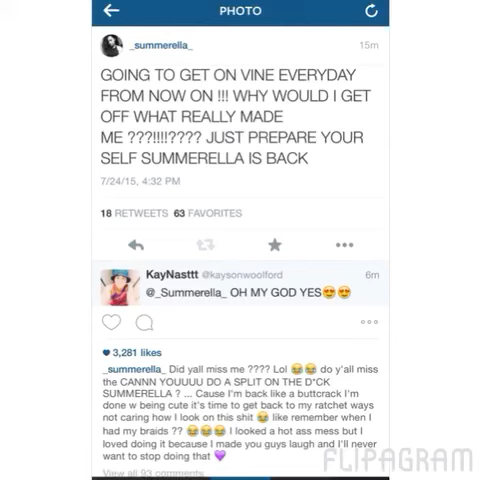 PHOTO
_summerella_
15m
GOING TO GET ON VINE EVERYDAY
FROM NOW ON !!! WHY WOULD I GET
OFF WHAT REALLY MADE
ME ???!!!!???? JUST PREPARE YOUR
SELF SUMMERELLA IS BACK
7/24/15, 4:32 PM
18 RETWEETS 63 FAVORITES
KayNasttt @kaysonwoolford 6m
@_Summerella_ OH MY GOD YES😍😍
3,281 likes
_summerella_ Did yall miss me ???? Lol 😂😂 do y'all miss
the CANNN YOUUUU DO A SPLIT ON THE D*CK
SUMMERELLA ? ... Cause I'm back like a buttcrack I'm
done w being cute it's time to get back to my ratchet ways
not caring how I look on this shit 😂 like remember when I
had my braids ?? 😂😂😂 I looked a hot ass mess but I
loved doing it because I made you guys laugh and I'll never
want to stop doing that 💜
View all 93 comments
FLIPAGRAM